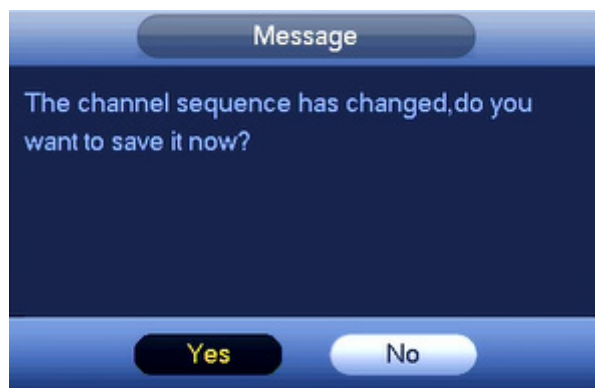 Message
The channel sequence has changed,do you
want to save it now?
Yes
No